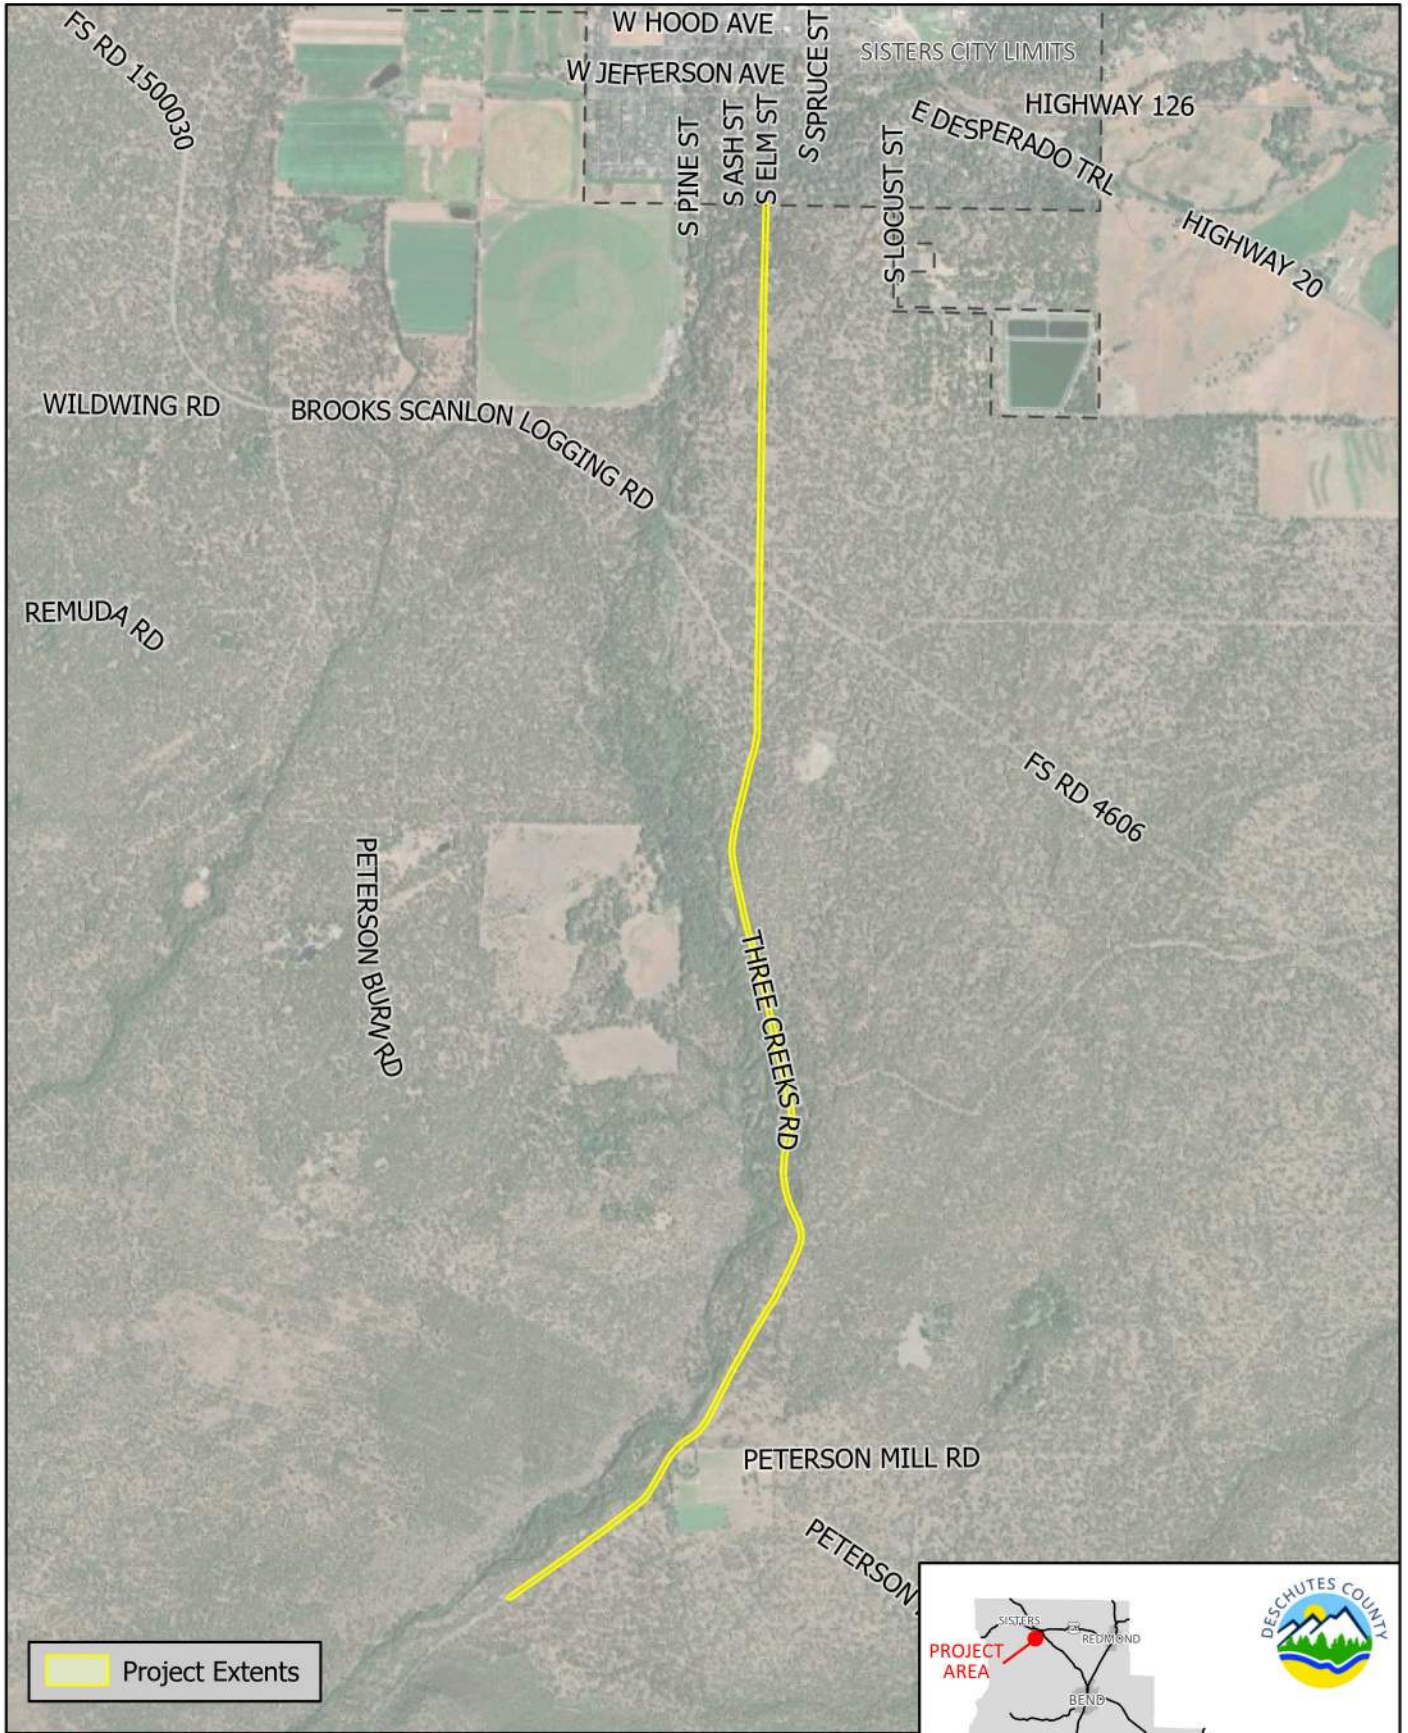 W HOOD AVE
FS RD 1500030
SISTERS CITY LIMITS
W JEFFERSON AVE
S SPRUCE ST
HIGHWAY 126
E DESPERADO TRL
S PINE ST
S ASH ST
S ELM ST
S LOCUST ST
HIGHWAY 20
WILDWING RD
BROOKS SCANLON LOGGING RD
REMUDA RD
FS RD 4606
PETERSON BURN RD
THREE CREEKS RD
PETERSON MILL RD
PETERSON
Project Extents
SISTERS
REDMOND
PROJECT
AREA
BEND
DESCHUTES COUNTY